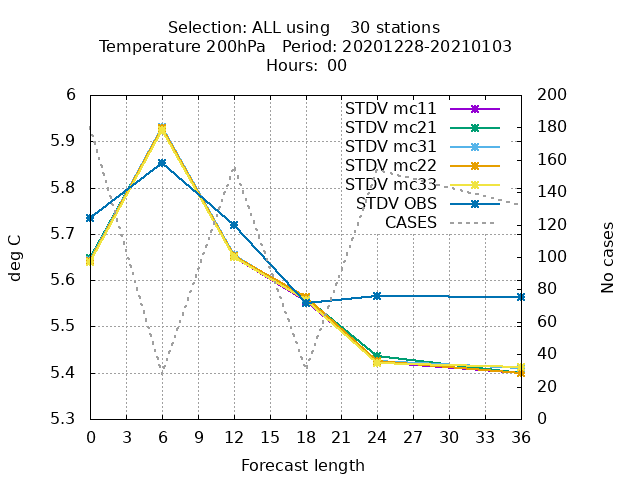 Selection: ALL using    30 stations
Temperature 200hPa   Period: 20201228-20210103
Hours: 00
6 200
5.9 180
5.8 160
5.7 140
5.6 120
5.5 100
5.4 80
5.3 60
40
20
0
STDV mc11
STDV mc21
STDV mc31
STDV mc22
STDV mc33
STDV OBS
CASES
deg C
No cases
0 3 6 9 12 15 18 21 24 27 30 33 36
Forecast length